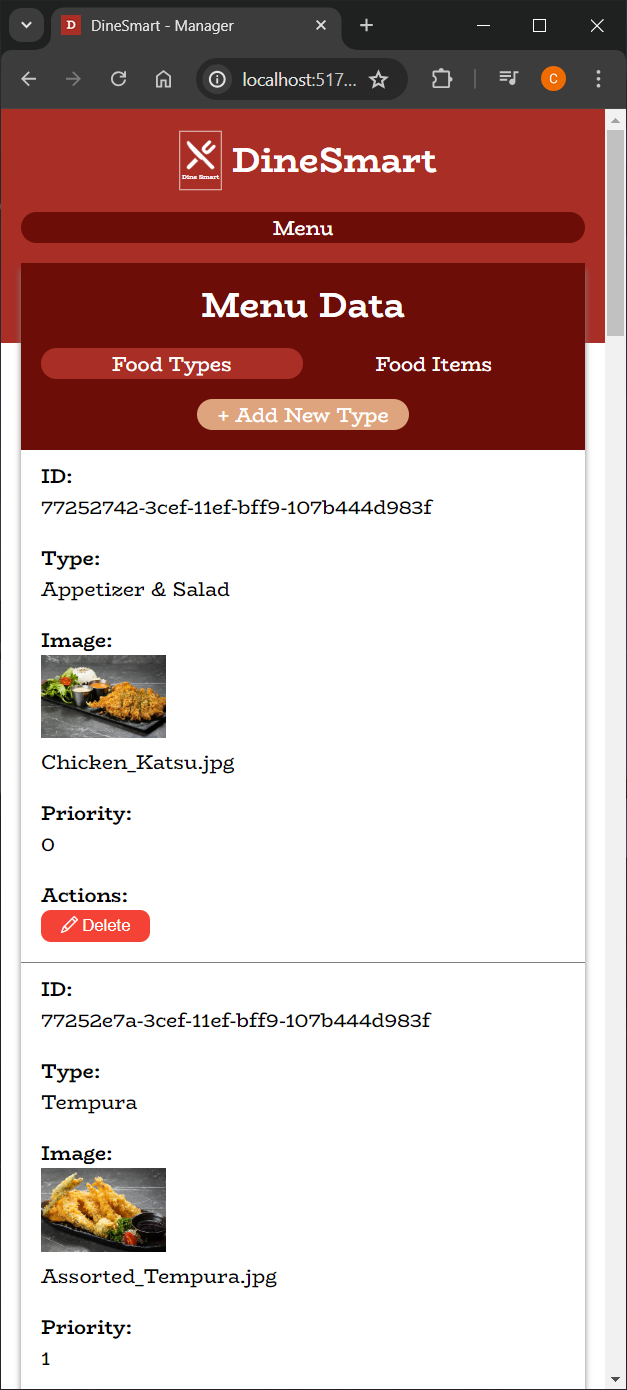 D DineSmart - Manager
localhost:517...
C
Dine Smart
DineSmart
Menu
Menu Data
Food Types Food Items
+ Add New Type
ID:
77252742-3cef-11ef-bff9-107b444d983f
Type:
Appetizer & Salad
Image:
Chicken_Katsu.jpg
Priority:
0
Actions:
Delete
ID:
77252e7a-3cef-11ef-bff9-107b444d983f
Type:
Tempura
Image:
Assorted_Tempura.jpg
Priority:
1